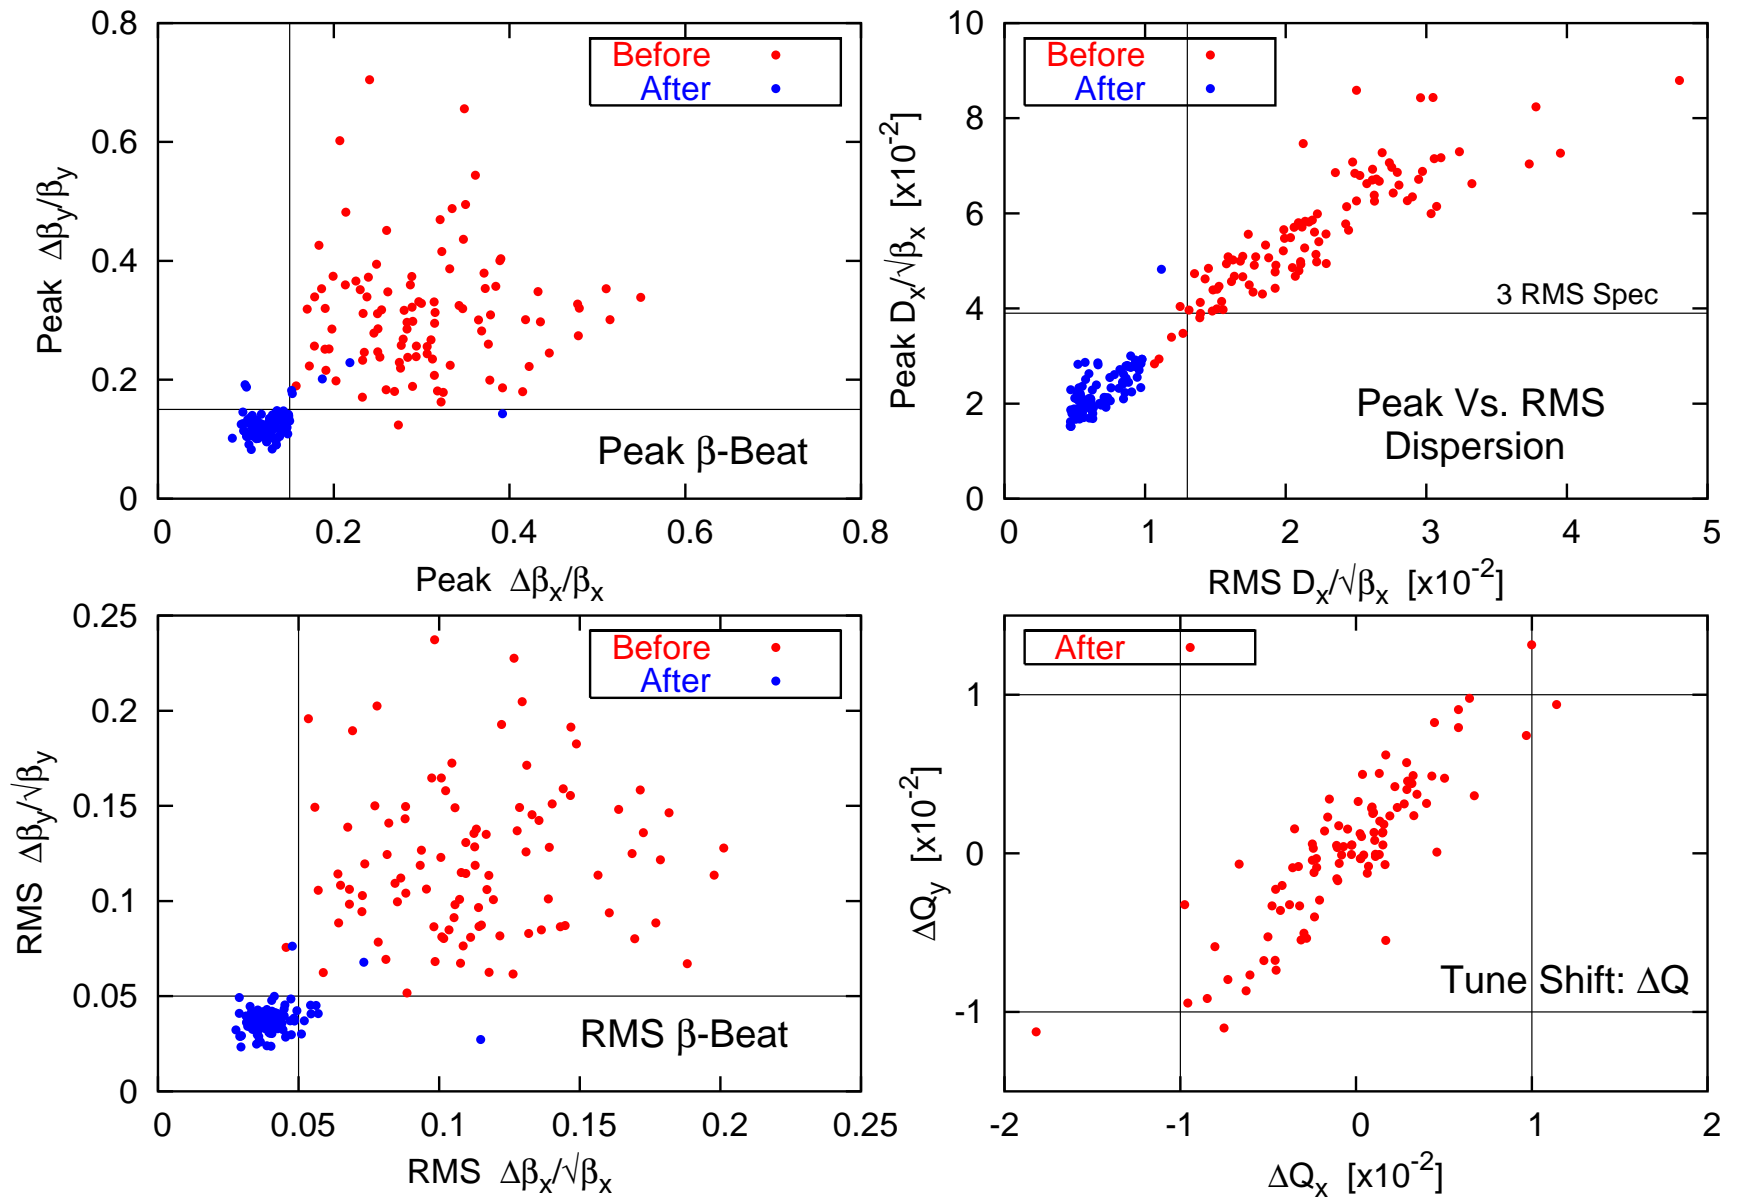 0.8
0.6
0.4
0.2
0
Peak Δβy/βy
Before
After
Peak β-Beat
0 0.2 0.4 0.6 0.8
Peak Δβx/βx
10
8
6
4
2
0
Peak Dx/√βx [x10-2]
Before
After
3 RMS Spec
Peak Vs. RMS
Dispersion
0 1 2 3 4 5
RMS Dx/√βx [x10-2]
0.25
0.2
0.15
0.1
0.05
0
RMS Δβy/√βy
Before
After
RMS β-Beat
0 0.05 0.1 0.15 0.2 0.25
RMS Δβx/√βx
1
0
-1
ΔQy [x10-2]
After
Tune Shift: ΔQ
-2 -1 0 1 2
ΔQx [x10-2]